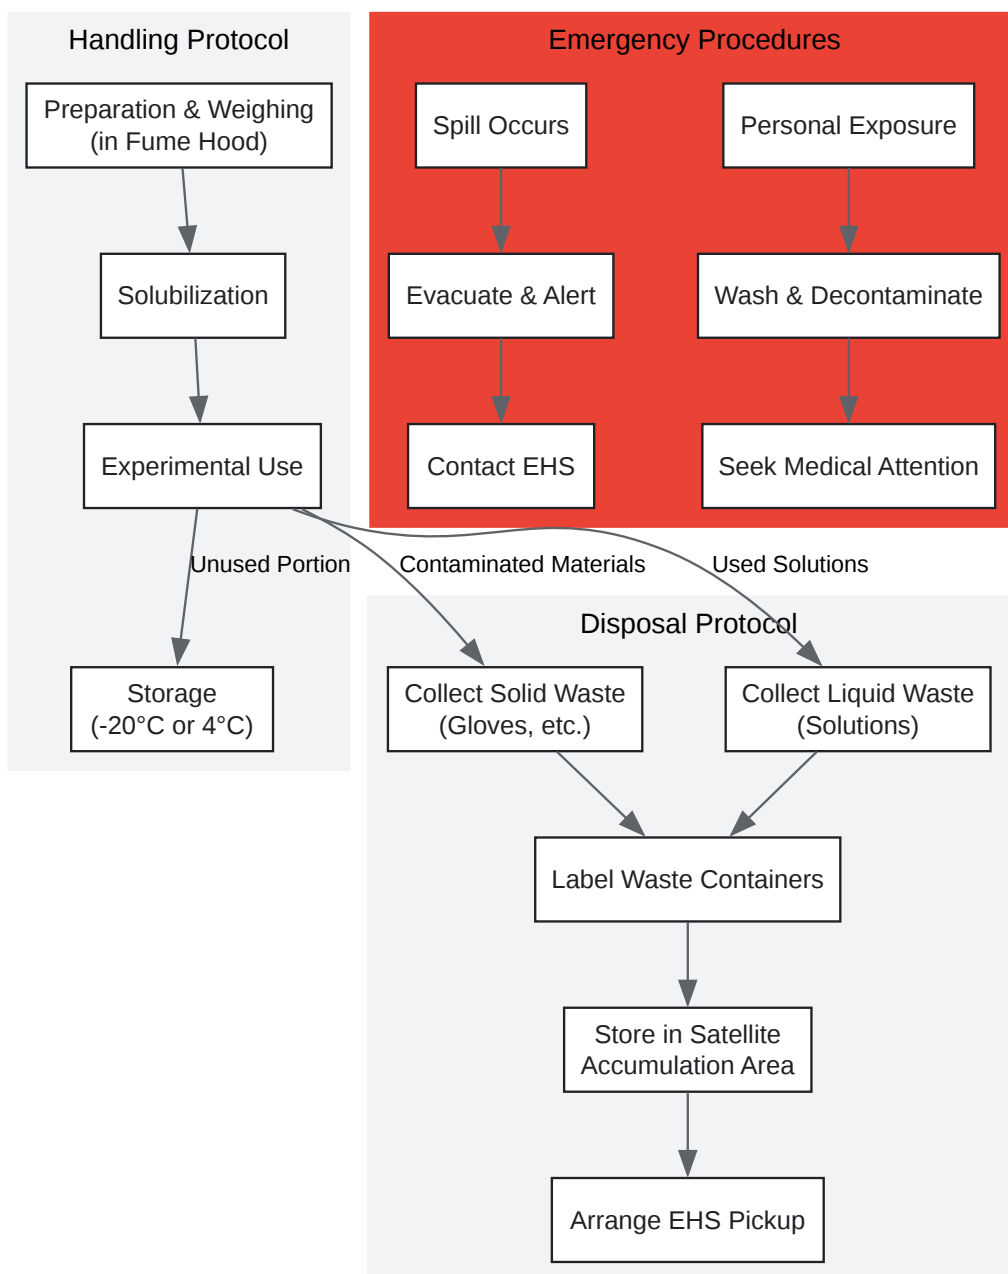 Handling Protocol
Preparation & Weighing
(in Fume Hood)
Solubilization
Experimental Use
Unused Portion
Storage
(-20°C or 4°C)
Emergency Procedures
Spill Occurs
Evacuate & Alert
Contact EHS
Personal Exposure
Wash & Decontaminate
Seek Medical Attention
Contaminated Materials
Used Solutions
Disposal Protocol
Collect Solid Waste
(Gloves, etc.)
Collect Liquid Waste
(Solutions)
Label Waste Containers
Store in Satellite
Accumulation Area
Arrange EHS Pickup